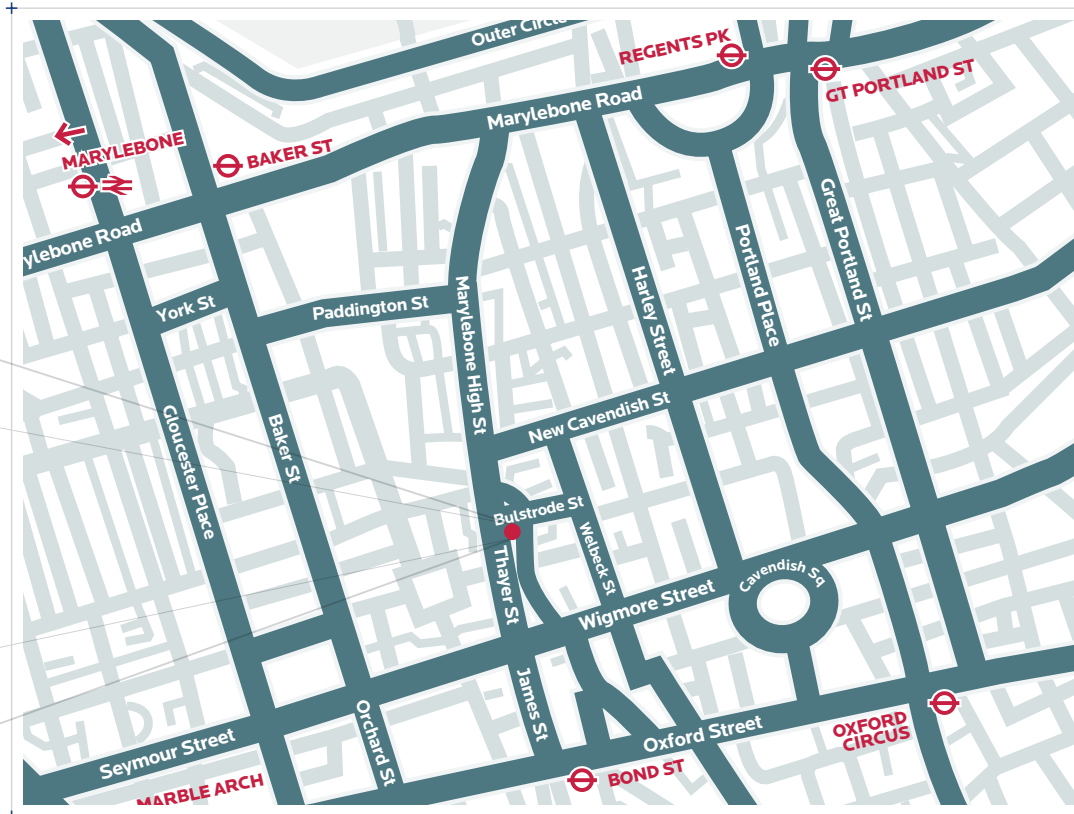 Outer Circle
REGENTS PK
GT PORTLAND ST
Marylebone Road
MARYLEBONE
BAKER ST
ylebone Road
York St
Paddington St
Marylebone High St
Harley Street
Portland Place
Great Portland St
Gloucester Place
Baker St
New Cavendish St
Bulstrode St
Welbeck St
Thayer St
Cavendish Sq
Wigmore Street
James St
Orchard St
Seymour Street
Oxford Street
OXFORD
CIRCUS
BOND ST
MARBLE ARCH